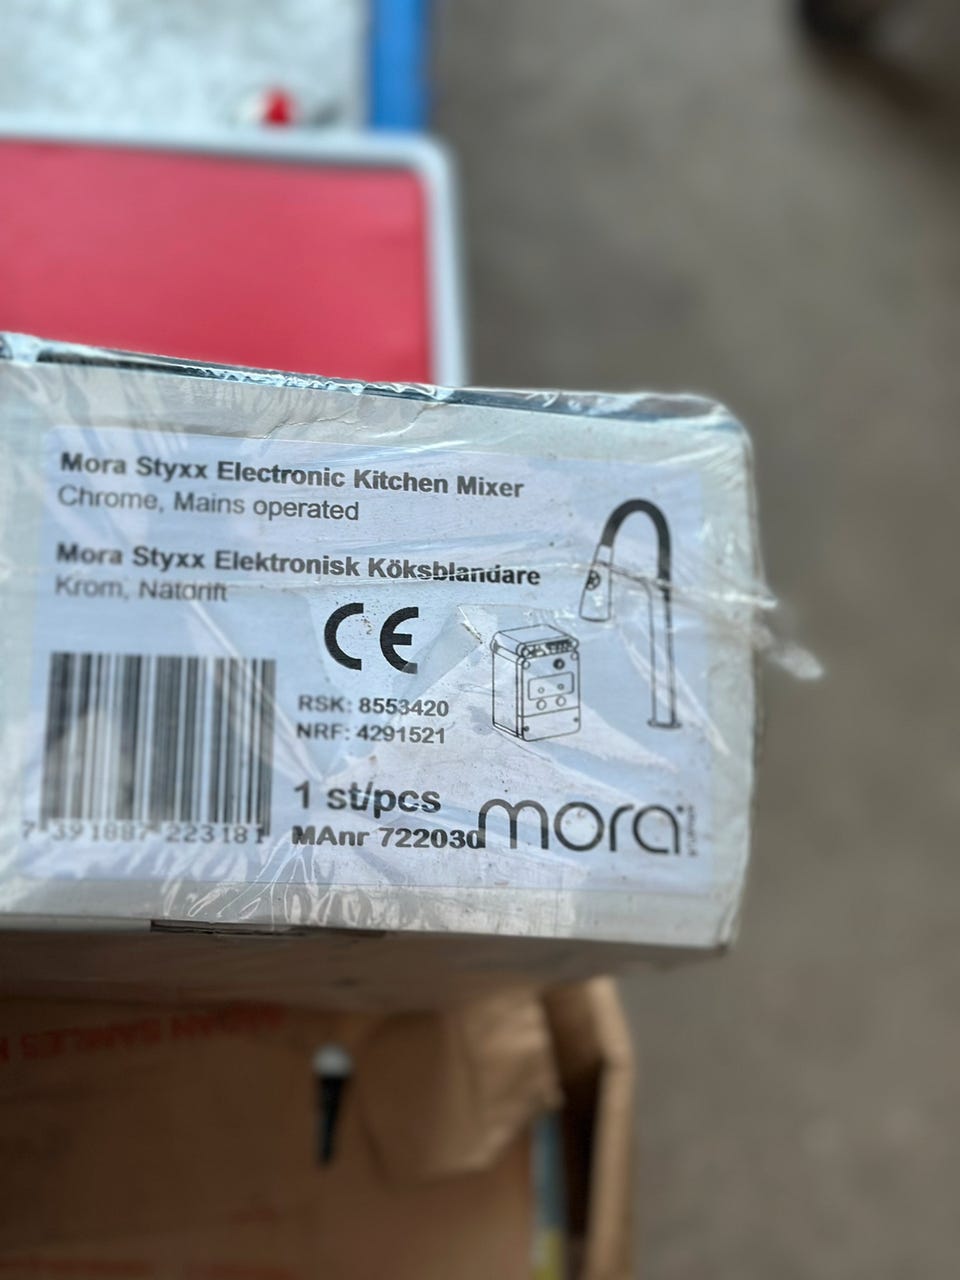 Mora Styxx Electronic Kitchen Mixer
Chrome, Mains operated
Mora Styxx Elektronisk Köksblandare
Krom, Nätdrift
CE
RSK: 8553420
NRF: 4291521
1 st/pcs
MAnr 722030
mora
7 391887 223181